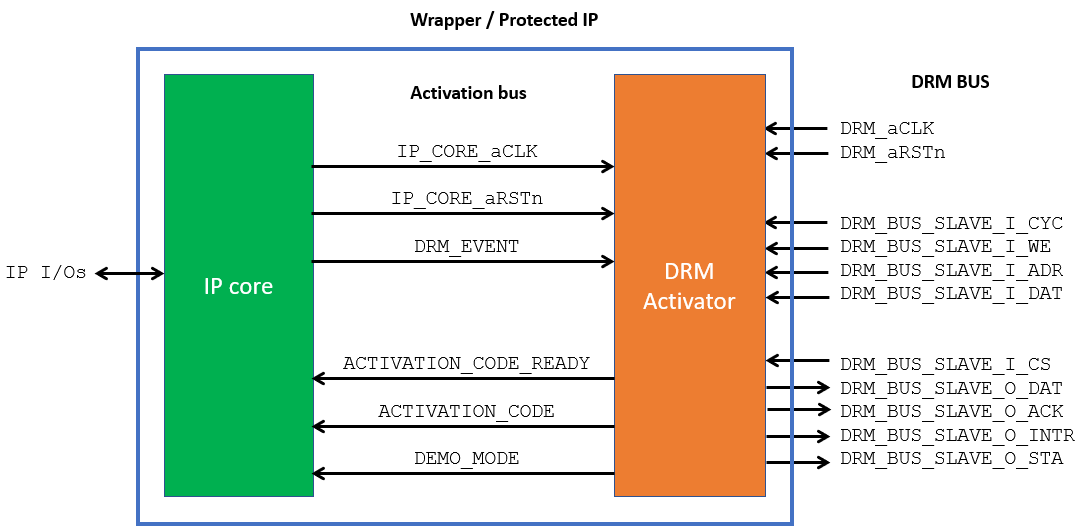 Wrapper / Protected IP
Activation bus
DRM BUS
DRM_aCLK
IP_CORE_aCLK
DRM_aRSTn
IP_CORE_aRSTn
DRM_BUS_SLAVE_I_CYC
DRM_EVENT
DRM_BUS_SLAVE_I_WE
IP I/Os
IP core
DRM
Activator
DRM_BUS_SLAVE_I_ADR
DRM_BUS_SLAVE_I_DAT
ACTIVATION_CODE_READY
DRM_BUS_SLAVE_I_CS
DRM_BUS_SLAVE_O_DAT
ACTIVATION_CODE
DRM_BUS_SLAVE_O_ACK
DRM_BUS_SLAVE_O_INTR
DEMO_MODE
DRM_BUS_SLAVE_O_STA